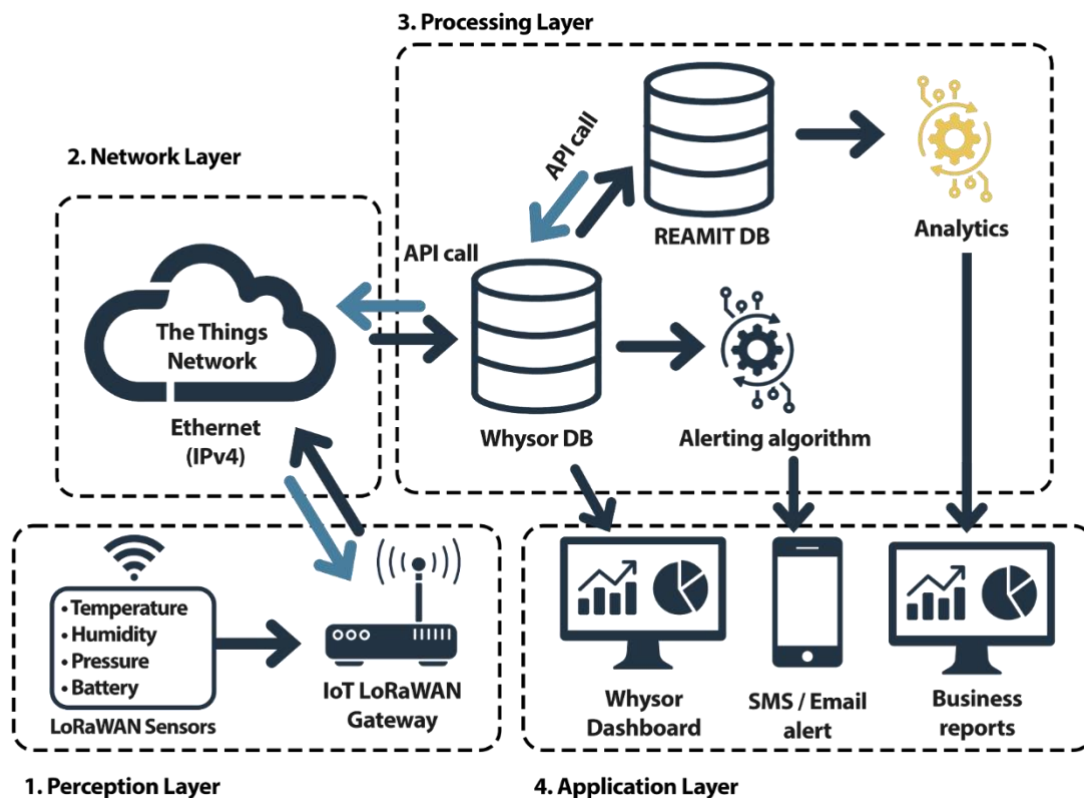 3. Processing Layer
API call
REAMIT DB
Analytics
2. Network Layer
API call
The Things
Network
Ethernet
(IPv4)
Whysor DB
Alerting algorithm
• Temperature
• Humidity
• Pressure
• Battery
LoRaWAN Sensors
IoT LoRaWAN
Gateway
1. Perception Layer
Whysor
Dashboard
SMS / Email
alert
Business
reports
4. Application Layer